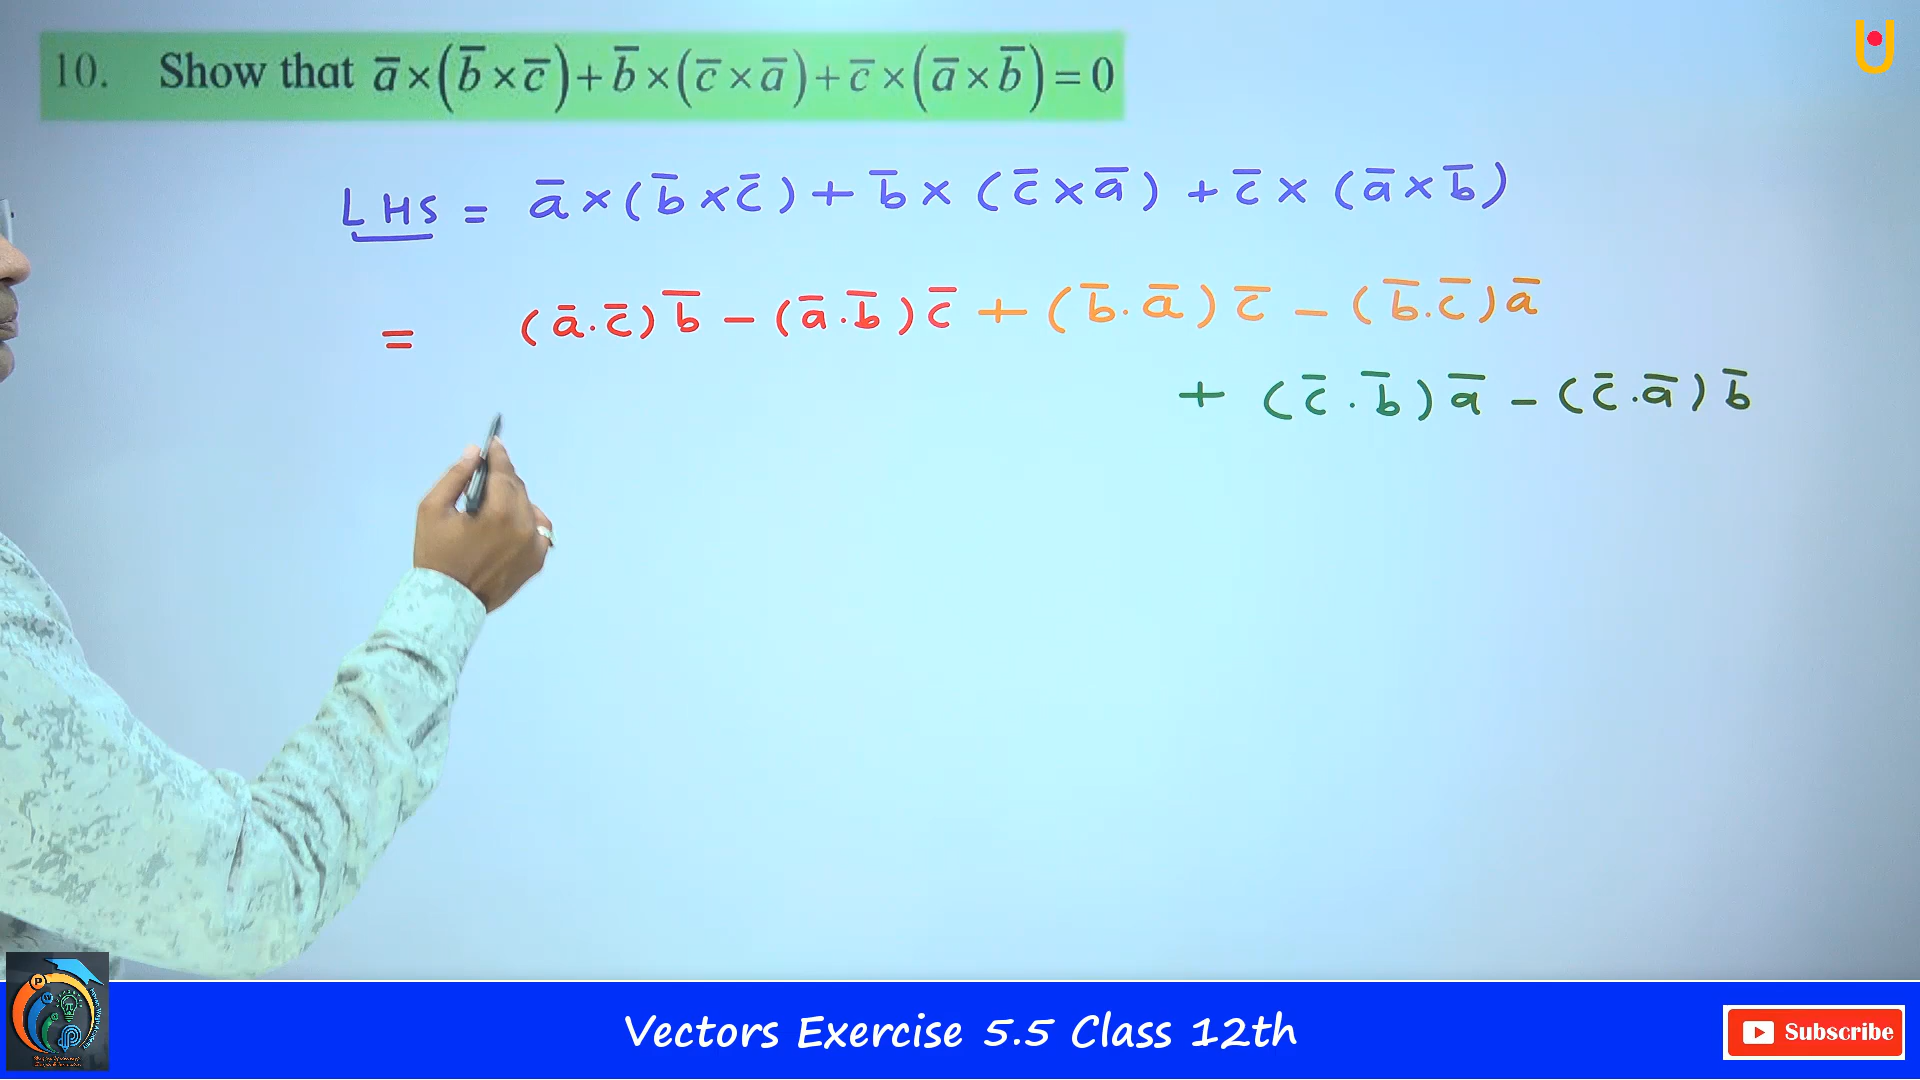 10. Show that a̅×(b̅×c̅)+b̅×(c̅×a̅)+c̅×(a̅×b̅)=0
LHS = a̅×(b̅×c̅)+b̅×(c̅×a̅)+c̅×(a̅×b̅)
= (a̅.c̅)b̅-(a̅.b̅)c̅+(b̅.a̅)c̅-(b̅.c̅)a̅
+(c̅.b̅)a̅-(c̅.a̅)b̅
Vectors Exercise 5.5 Class 12th
Subscribe